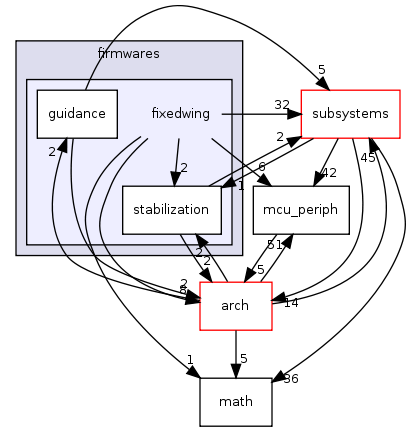 firmwares
5
guidance
fixedwing
32
subsystems
2
2
45
2
6
42
1
stabilization
mcu_periph
2
2
51
5
2
8
arch
14
1
5
36
math